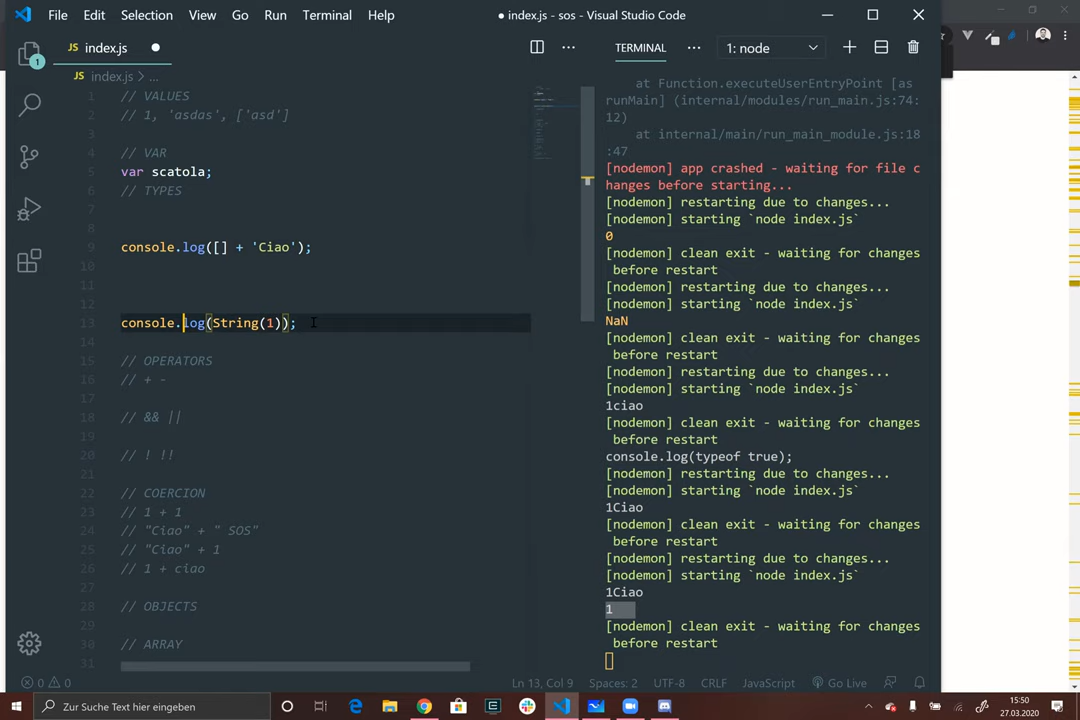 File Edit Selection View Go Run Terminal Help ● index.js - sos - Visual Studio Code
JS index.js ●
JS index.js > ...
1 // VALUES
2 // 1, 'asdas', ['asd']
3
4 // VAR
5 var scatola;
6 // TYPES
7
8
9 console.log([] + 'Ciao');
10
11
12
13 console.log(String(1));
14
15 // OPERATORS
16 // + -
17
18 // && ||
19
20 // ! !!
21
22 // COERCION
23 // 1 + 1
24 // "Ciao" + " SOS"
25 // "Ciao" + 1
26 // 1 + ciao
27
28 // OBJECTS
29
30 // ARRAY
31
TERMINAL ... 1: node
at Function.executeUserEntryPoint [as
runMain] (internal/modules/run_main.js:74:
12)
at internal/main/run_main_module.js:18
:47
[nodemon] app crashed - waiting for file c
hanges before starting...
[nodemon] restarting due to changes...
[nodemon] starting `node index.js`
0
[nodemon] clean exit - waiting for changes
before restart
[nodemon] restarting due to changes...
[nodemon] starting `node index.js`
NaN
[nodemon] clean exit - waiting for changes
before restart
[nodemon] restarting due to changes...
[nodemon] starting `node index.js`
1ciao
[nodemon] clean exit - waiting for changes
before restart
console.log(typeof true);
[nodemon] restarting due to changes...
[nodemon] starting `node index.js`
1Ciao
[nodemon] clean exit - waiting for changes
before restart
[nodemon] restarting due to changes...
[nodemon] starting `node index.js`
1Ciao
1
[nodemon] clean exit - waiting for changes
before restart
1
0 0 Ln 13, Col 9 Spaces: 2 UTF-8 CRLF JavaScript Go Live
Zur Suche Text hier eingeben
15:50
27.03.2020